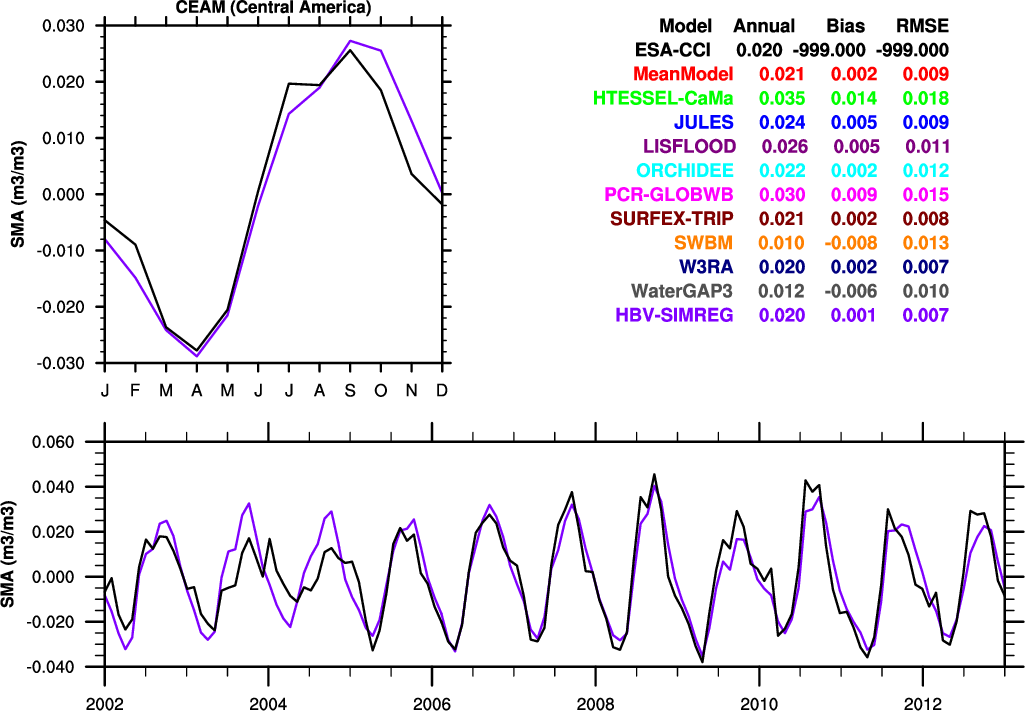 CEAM (Central America)
0.030
0.020
0.010
0.000
-0.010
-0.020
-0.030
SMA (m3/m3)
J F M A M J J A S O N D
Model Annual Bias RMSE
ESA-CCI 0.020 -999.000 -999.000
MeanModel 0.021 0.002 0.009
HTESSEL-CaMa 0.035 0.014 0.018
JULES 0.024 0.005 0.009
LISFLOOD 0.026 0.005 0.011
ORCHIDEE 0.022 0.002 0.012
PCR-GLOBWB 0.030 0.009 0.015
SURFEX-TRIP 0.021 0.002 0.008
SWBM 0.010 -0.008 0.013
W3RA 0.020 0.002 0.007
WaterGAP3 0.012 -0.006 0.010
HBV-SIMREG 0.020 0.001 0.007
0.060
0.040
0.020
0.000
-0.020
-0.040
SMA (m3/m3)
2002 2004 2006 2008 2010 2012